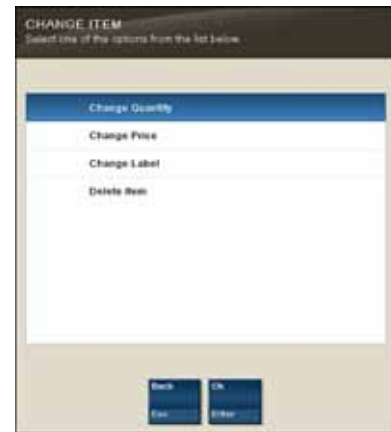 CHANGE ITEM
Select one of the options from the list below.
Change Quantity
Change Price
Change Label
Delete Item
Back
Ok
Esc
Enter